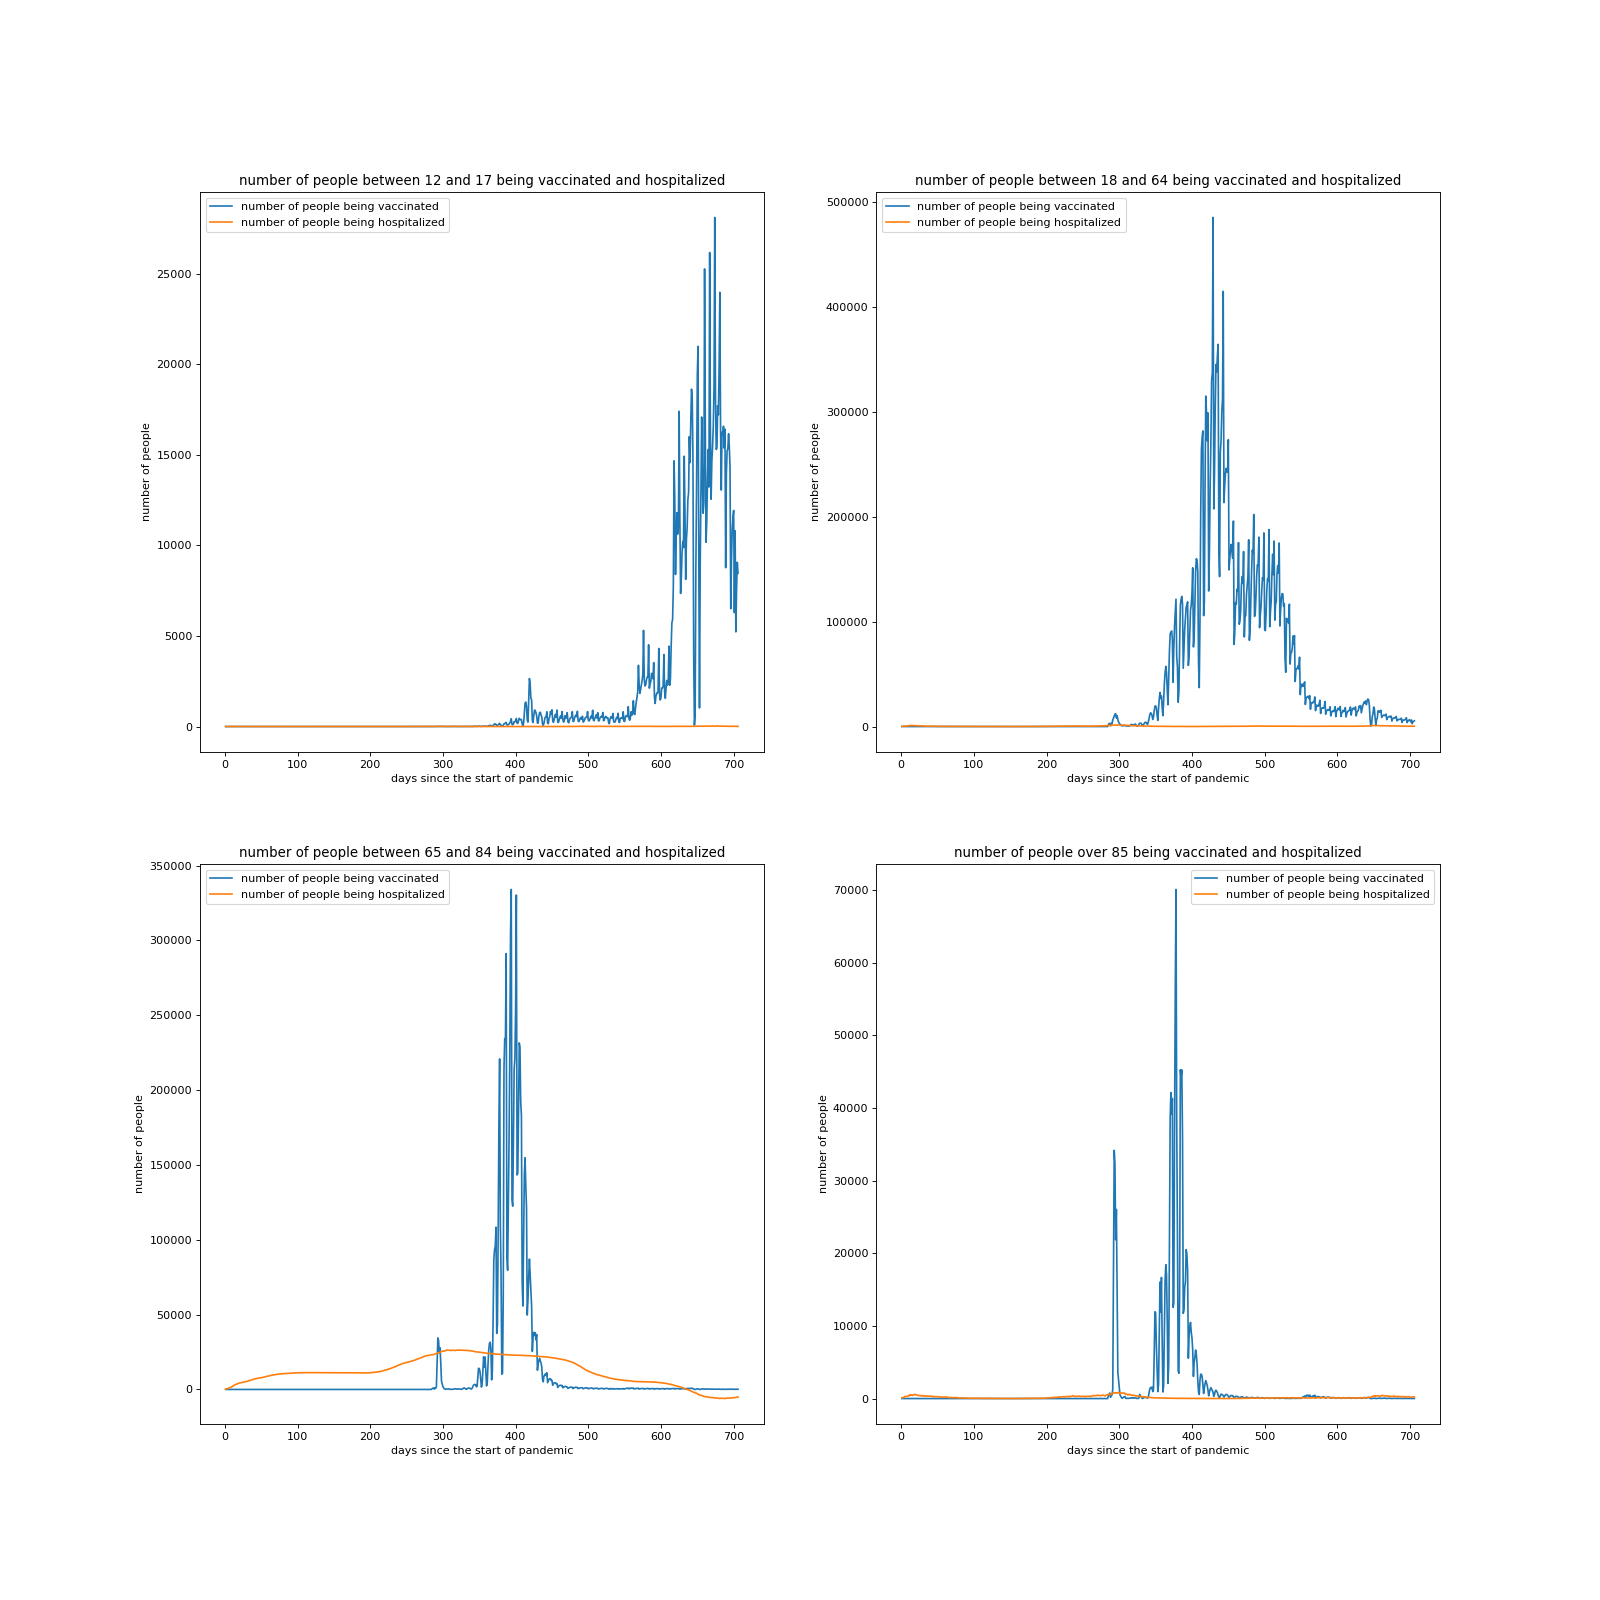 number of people between 12 and 17 being vaccinated and hospitalized
number of people being vaccinated
number of people being hospitalized
number of people
25000
20000
15000
10000
5000
0
0 100 200 300 400 500 600 700
days since the start of pandemic
number of people between 18 and 64 being vaccinated and hospitalized
number of people being vaccinated
number of people being hospitalized
number of people
500000
400000
300000
200000
100000
0
0 100 200 300 400 500 600 700
days since the start of pandemic
number of people between 65 and 84 being vaccinated and hospitalized
number of people being vaccinated
number of people being hospitalized
number of people
350000
300000
250000
200000
150000
100000
50000
0
0 100 200 300 400 500 600 700
days since the start of pandemic
number of people over 85 being vaccinated and hospitalized
number of people being vaccinated
number of people being hospitalized
number of people
70000
60000
50000
40000
30000
20000
10000
0
0 100 200 300 400 500 600 700
days since the start of pandemic